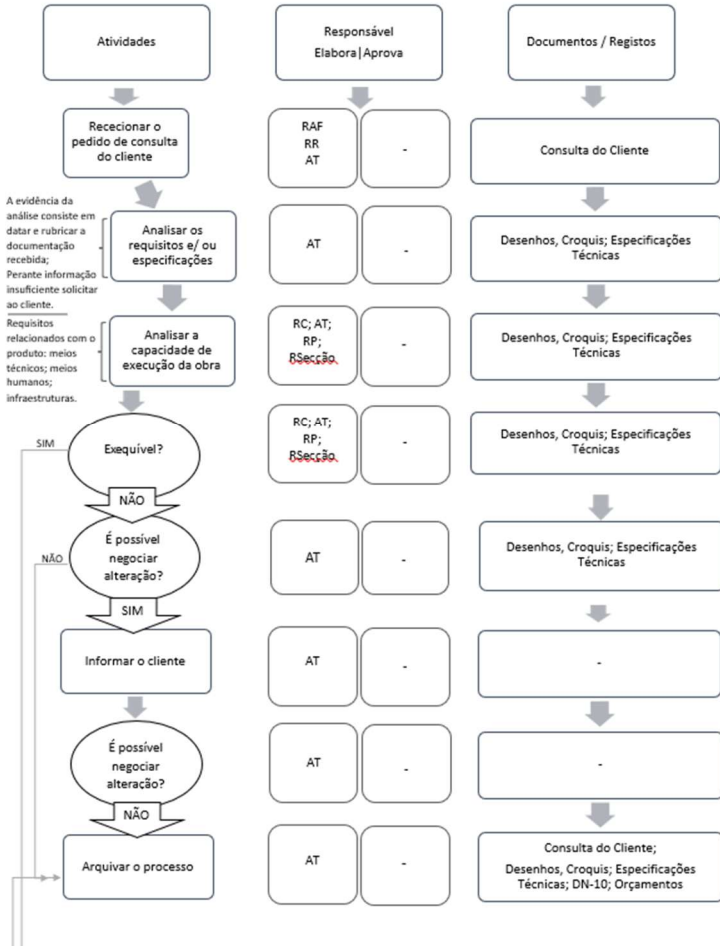 Atividades
Responsável
Elabora|Aprova
Documentos / Registos
Rececionar o
pedido de consulta
do cliente
RAF
RR
AT
-
Consulta do Cliente
A evidência da
análise consiste em
datar e rubricar a
documentação
recebida;
Perante informação
insuficiente solicitar
ao cliente.
Analisar os
requisitos e/ ou
especificações
AT
-
Desenhos, Croquis; Especificações
Técnicas
Requisitos
relacionados com o
produto: meios
técnicos; meios
humanos;
infraestruturas.
Analisar a
capacidade de
execução da obra
RC; AT;
RP;
RSecção
-
Desenhos, Croquis; Especificações
Técnicas
SIM
Exequível?
NÃO
RC; AT;
RP;
RSecção
-
Desenhos, Croquis; Especificações
Técnicas
NÃO
É possível
negociar
alteração?
SIM
AT
-
Desenhos, Croquis; Especificações
Técnicas
Informar o cliente
AT
-
-
É possível
negociar
alteração?
NÃO
AT
-
-
Arquivar o processo
AT
-
Consulta do Cliente;
Desenhos, Croquis; Especificações
Técnicas; DN-10; Orçamentos